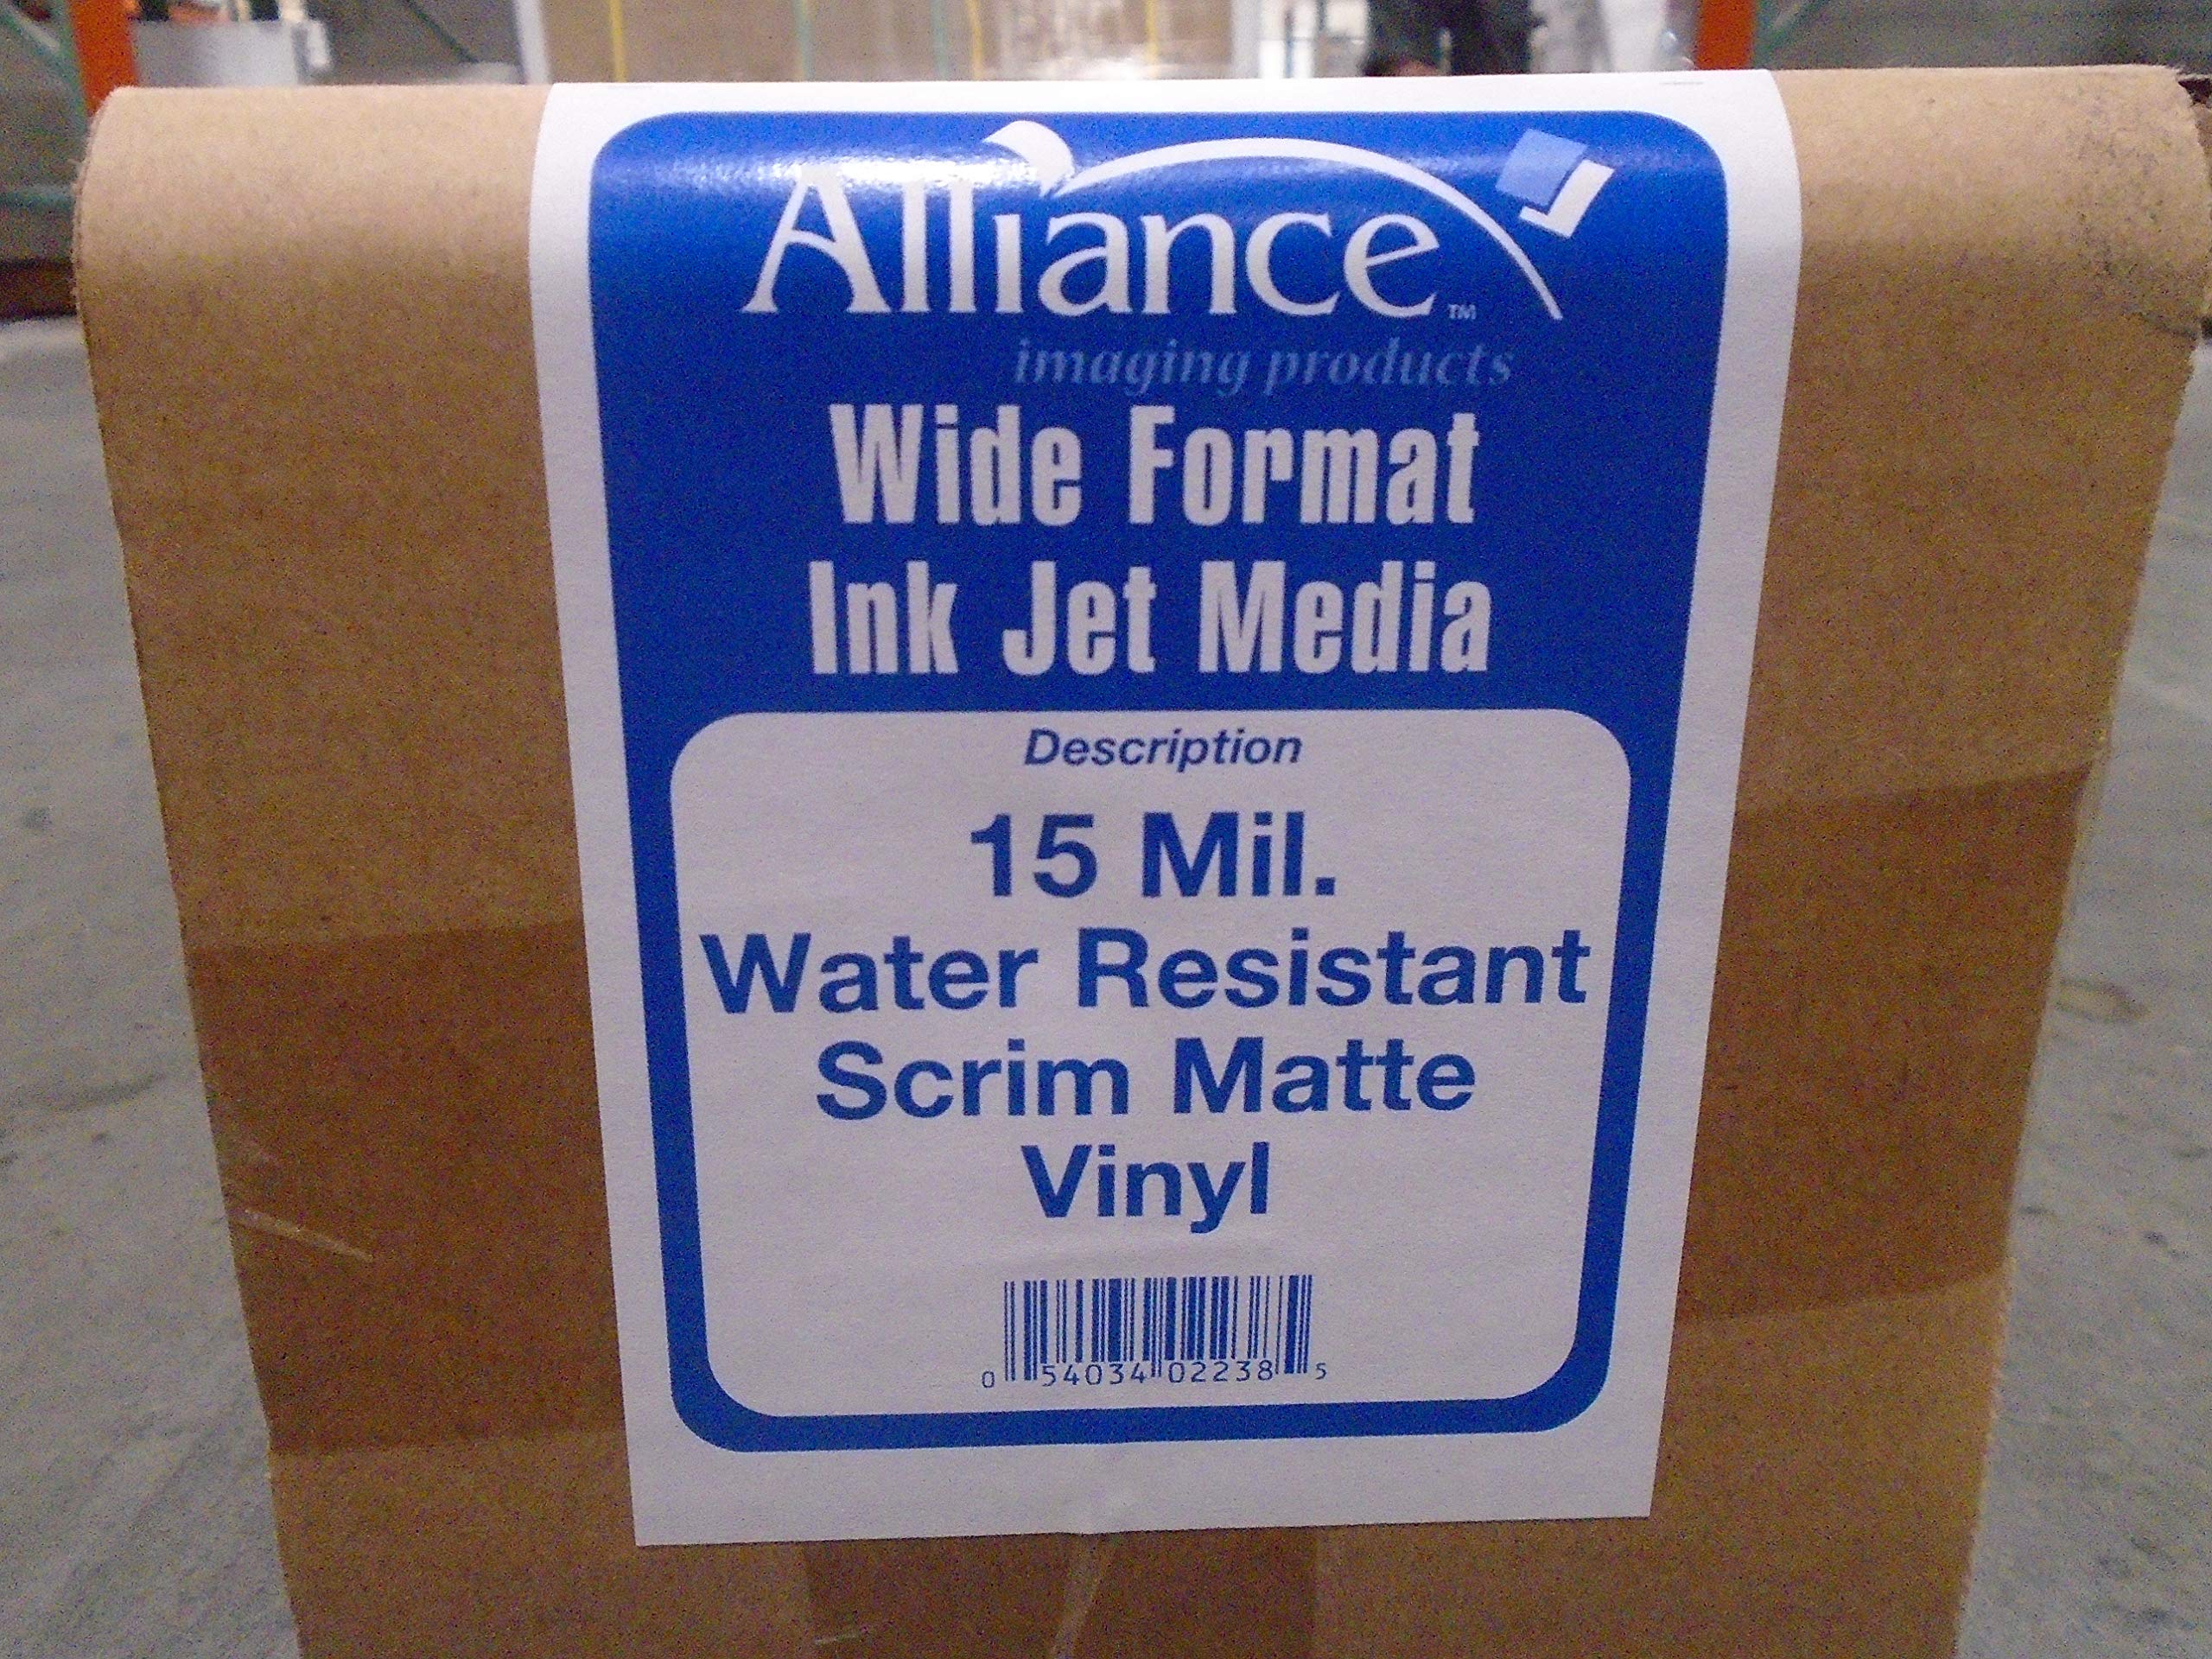 Alliance™
imaging products
Wide Format
Ink Jet Media
Description
15 Mil.
Water Resistant
Scrim Matte
Vinyl
0 54034 02238 5